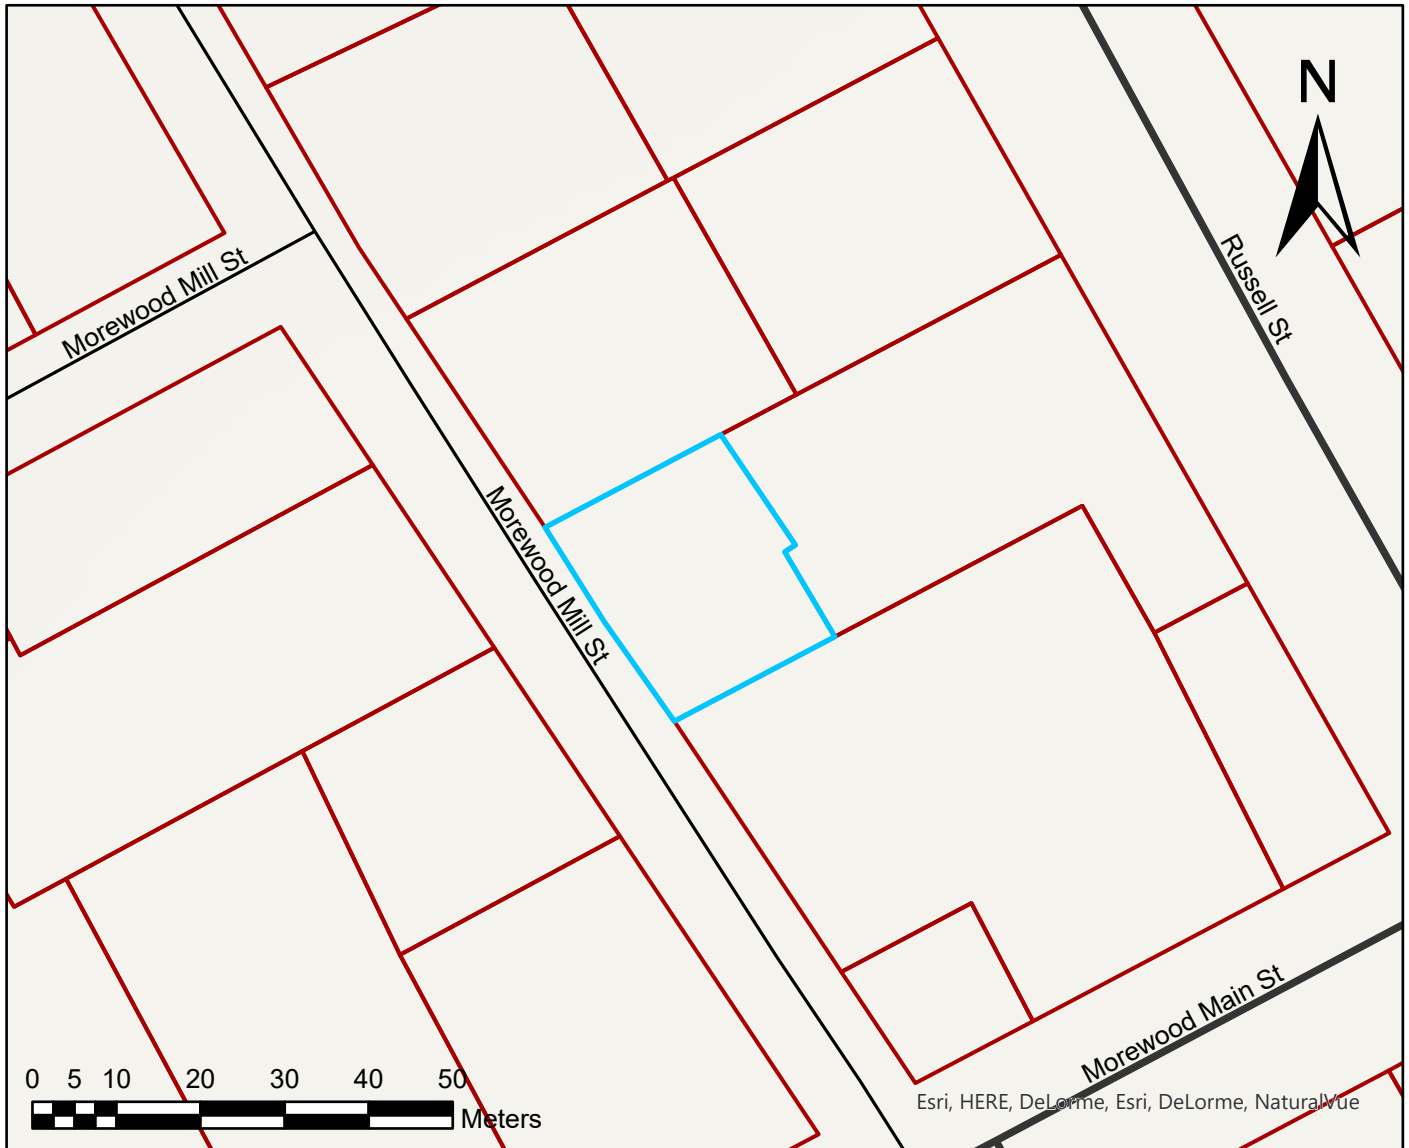 N
Morewood Mill St
Russell St
Morewood Mill St
Morewood Main St
0 5 10 20 30 40 50
Meters
Esri, HERE, DeLorme, Esri, DeLorme, NaturalVue